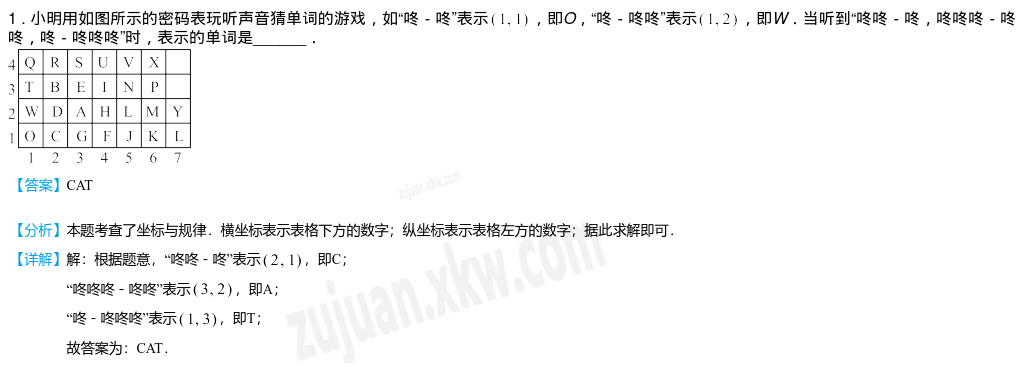 1．小明用如图所示的密码表玩听声音猜单词的游戏，如“咚－咚”表示(1, 1)，即O，“咚－咚咚”表示(1, 2)，即W．当听到“咚咚－咚，咚咚咚－咚
咚，咚－咚咚咚”时，表示的单词是_______．
4 Q R S U V X
3 T B E I N P
2 W D A H L M Y
1 O C G F J K L
1 2 3 4 5 6 7
【答案】CAT
【分析】本题考查了坐标与规律．横坐标表示表格下方的数字；纵坐标表示表格左方的数字；据此求解即可．
【详解】解：根据题意，“咚咚－咚”表示(2, 1)，即C；
“咚咚咚－咚咚”表示(3, 2)，即A；
“咚－咚咚咚”表示(1, 3)，即T；
故答案为：CAT．
zujuan.xkw.com
zujuan.xkw.com